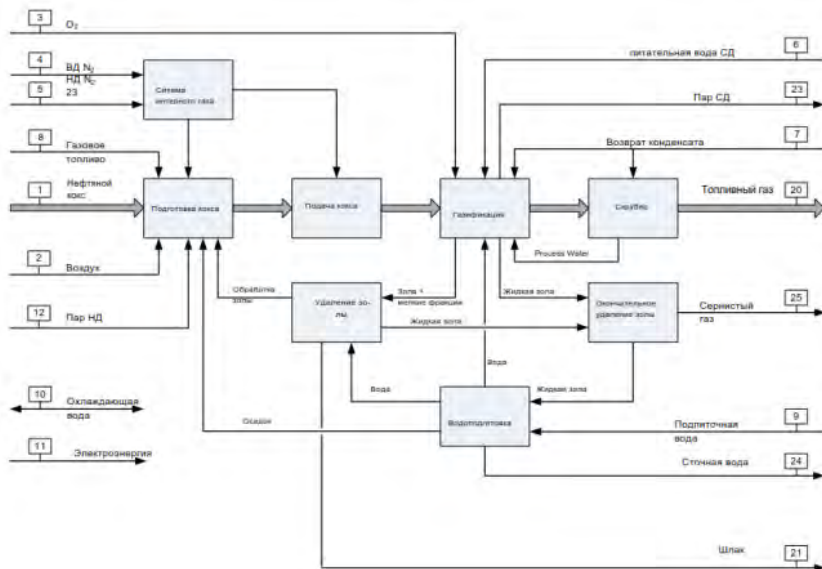 3
O₂
6
питательная вода СД
4
ВД N₂
НД N₂
5
23
Ситема
инертного газа
23
Пар СД
8
Газовое
топливо
7
Возврат конденсата
1
Нефтяной
кокс
Подготовка кокса
Подача кокса
Газификация
Скруббер
Топливный газ
20
Process Water
2
Воздух
Обработка
золы
Зола +
мелкие фракции
Жидкая зола
12
Пар НД
Удаление зо-
лы
Жидкая зола
Окончательное
удаление золы
Сернистый
газ
25
Вода
10
Охлаждающая
вода
Вода
Жидкая зола
Осадок
Водоподготовка
Подпиточная
вода
9
11
Электроэнергия
Сточная вода
24
Шлак
21